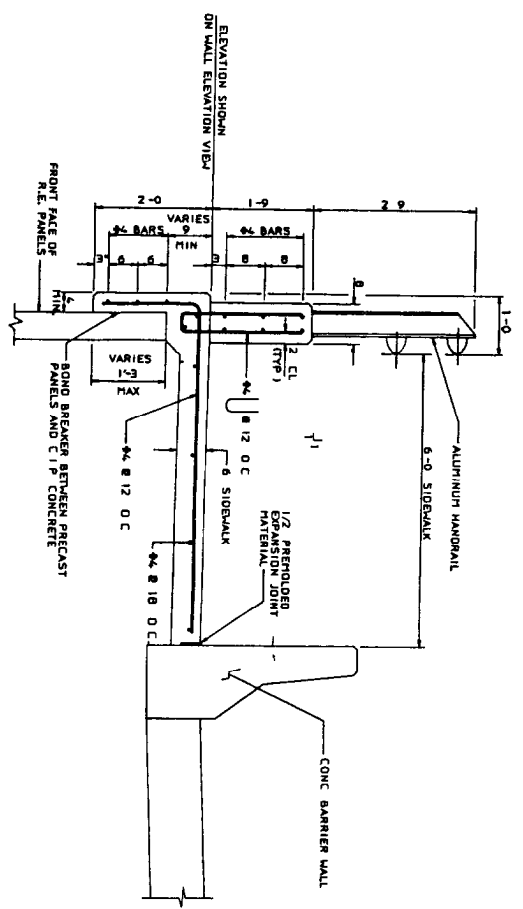 ELEVATION SHOWN
ON WALL ELEVATION VIEW
2-9
1-9
2-0
VARIES
9
MIN
#4 BARS
#4 BARS
3"
6
6
3
8
8
8
1-0
4
MIN
FRONT FACE OF
R.E. PANELS
VARIES
1'-3
MAX
2 CL
(TYP)
BOND BREAKER BETWEEN PRECAST
PANELS AND C I P CONCRETE
#4 @ 12 O C
#4 @ 12 O C
#4 @ 18 O C
6 SIDEWALK
1/2 PREMOLDED
EXPANSION JOINT
MATERIAL
ALUMINUM HANDRAIL
6-0 SIDEWALK
CONC BARRIER WALL